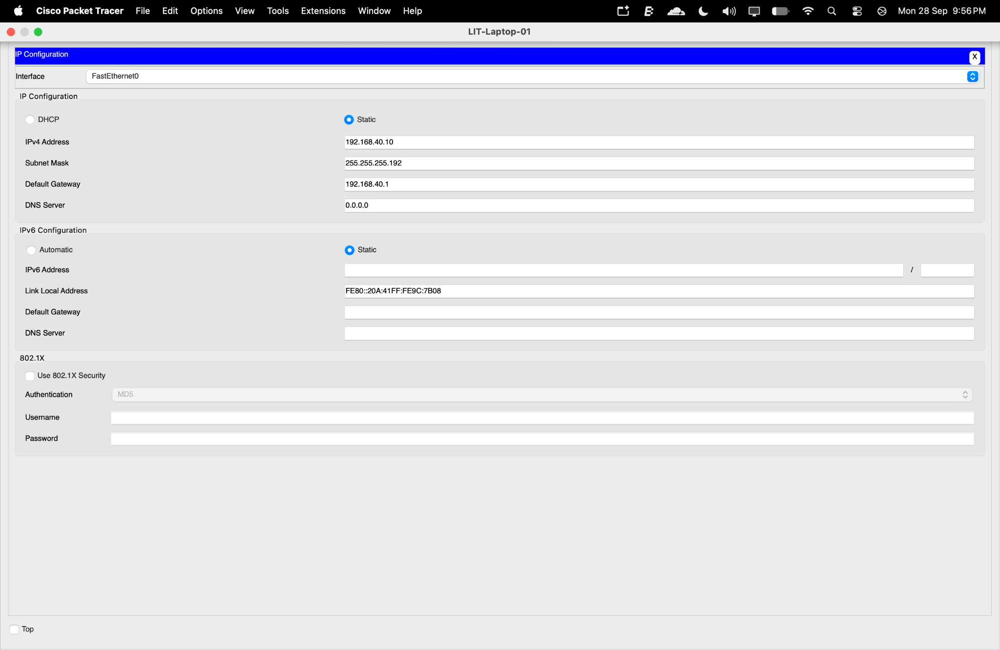 Cisco Packet Tracer File Edit Options View Tools Extensions Window Help Mon 28 Sep 9:56 PM
LIT-Laptop-01
IP Configuration X
Interface FastEthernet0
IP Configuration
DHCP Static
IPv4 Address 192.168.40.10
Subnet Mask 255.255.255.192
Default Gateway 192.168.40.1
DNS Server 0.0.0.0
IPv6 Configuration
Automatic Static
IPv6 Address /
Link Local Address FE80::20A:41FF:FE9C:7B08
Default Gateway
DNS Server
802.1X
Use 802.1X Security
Authentication MD5
Username
Password
Top